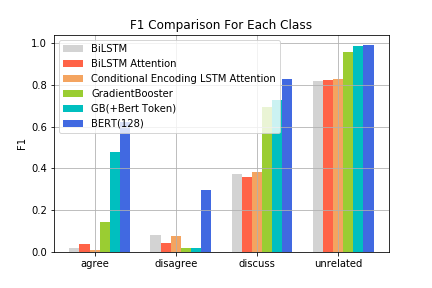 F1 Comparison For Each Class
1.0
0.8
0.6
0.4
0.2
0.0
F1
BiLSTM
BiLSTM Attention
Conditional Encoding LSTM Attention
GradientBooster
GB(+Bert Token)
BERT(128)
agree
disagree
discuss
unrelated